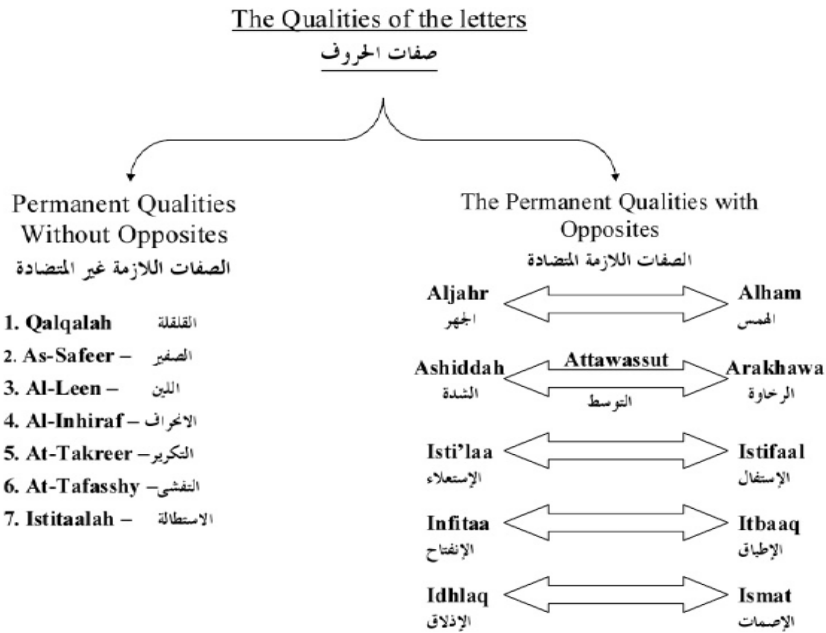 The Qualities of the letters
صفات الحروف
Permanent Qualities
Without Opposites
الصفات اللازمة غير المتضادة
1. Qalqalah القلقلة
2. As-Safeer – الصفير
3. Al-Leen – اللين
4. Al-Inhiraf – الانحراف
5. At-Takreer – التكرير
6. At-Tafasshy – التفشى
7. Istitaalah – الاستطالة
The Permanent Qualities with
Opposites
الصفات اللازمة المتضادة
Aljahr Alham
الجهر الهمس
Ashiddah Attawassut Arakhawa
الشدة التوسط الرخاوة
Isti’laa Istifaal
الإستعلاء الإستفال
Infitaa Itbaaq
الإنفتاح الإطباق
Idhlaq Ismat
الإذلاق الإصمات